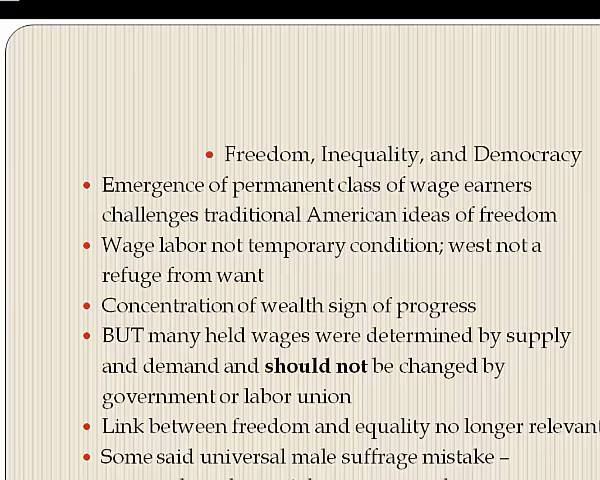 • Freedom, Inequality, and Democracy
• Emergence of permanent class of wage earners
challenges traditional American ideas of freedom
• Wage labor not temporary condition; west not a
refuge from want
• Concentration of wealth sign of progress
• BUT many held wages were determined by supply
and demand and should not be changed by
government or labor union
• Link between freedom and equality no longer relevant
• Some said universal male suffrage mistake –